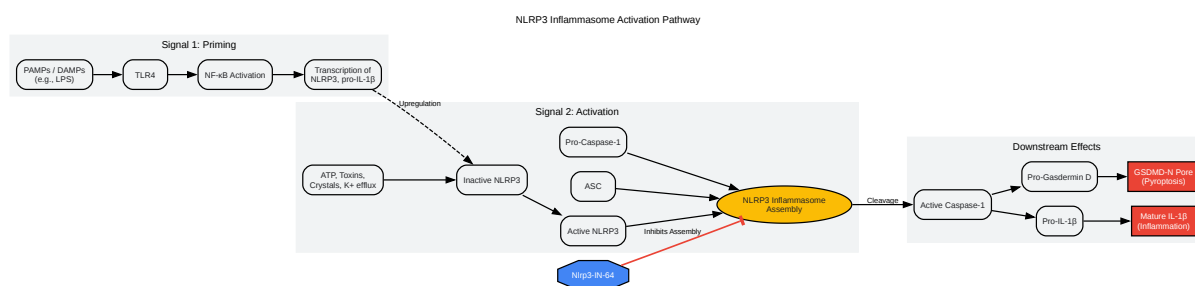 NLRP3 Inflammasome Activation Pathway
Signal 1: Priming
PAMPs / DAMPs
(e.g., LPS)
TLR4
NF-κB Activation
Transcription of
NLRP3, pro-IL-1β
Upregulation
Signal 2: Activation
Pro-Caspase-1
ATP, Toxins,
Crystals, K+ efflux
Inactive NLRP3
ASC
Active NLRP3
NLRP3 Inflammasome
Assembly
Inhibits Assembly
Nlrp3-IN-64
Cleavage
Downstream Effects
Active Caspase-1
Pro-Gasdermin D
GSDMD-N Pore
(Pyroptosis)
Pro-IL-1β
Mature IL-1β
(Inflammation)